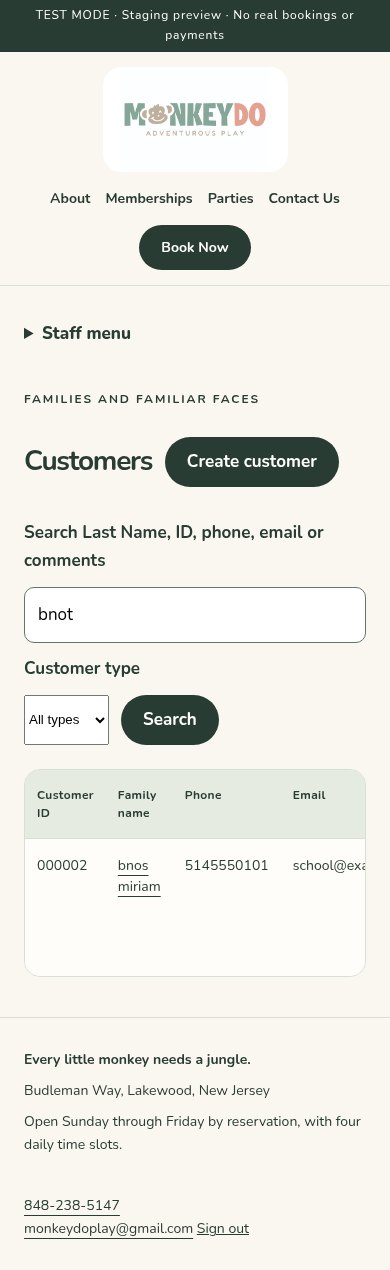 TEST MODE · Staging preview · No real bookings or
payments
MONKEYDO
ADVENTUROUS PLAY
About Memberships Parties Contact Us
Book Now
▶ Staff menu
FAMILIES AND FAMILIAR FACES
Customers Create customer
Search Last Name, ID, phone, email or
comments
bnot
Customer type
All types Search
Customer Family Phone Email
ID name
000002 bnos 5145550101 school@exa
miriam
Every little monkey needs a jungle.
Budleman Way, Lakewood, New Jersey
Open Sunday through Friday by reservation, with four
daily time slots.
848-238-5147
monkeydoplay@gmail.com Sign out